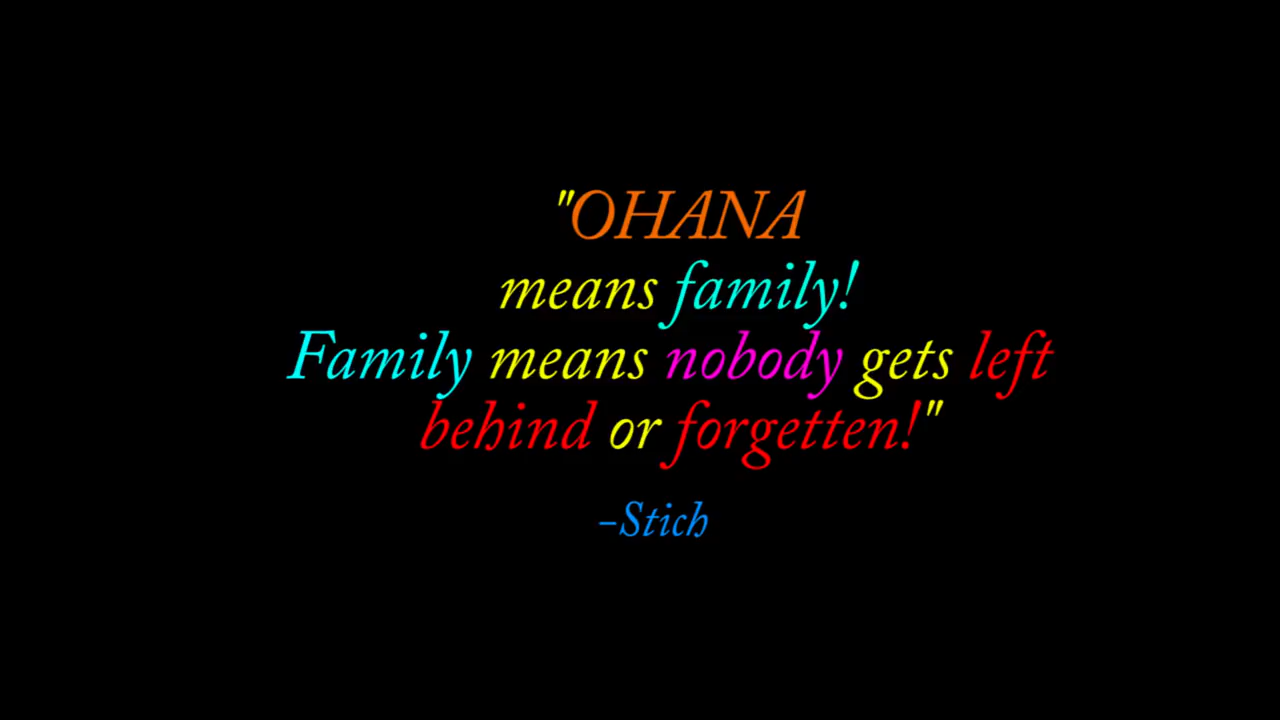 "OHANA
means family!
Family means nobody gets left
behind or forgetten!"
-Stich